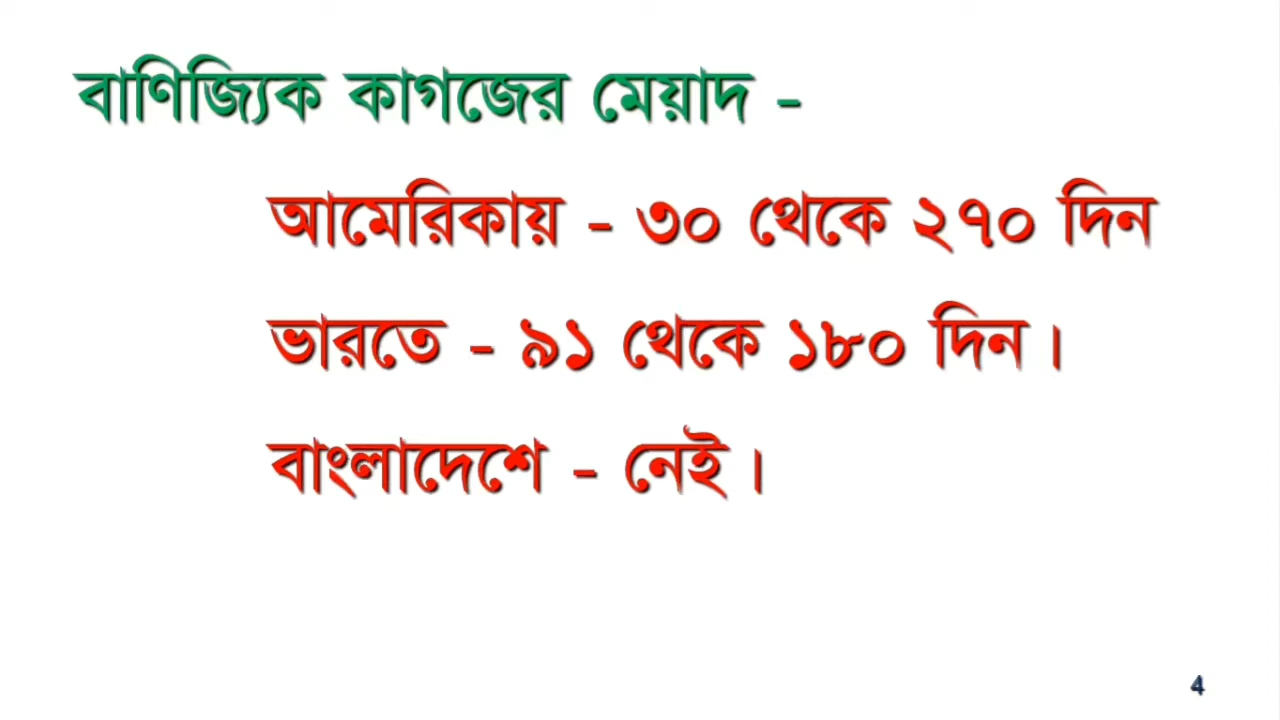 বাণিজ্যিক কাগজের মেয়াদ -
আমেরিকায় - ৩০ থেকে ২৭০ দিন
ভারতে - ৯১ থেকে ১৮০ দিন।
বাংলাদেশে - নেই।
4